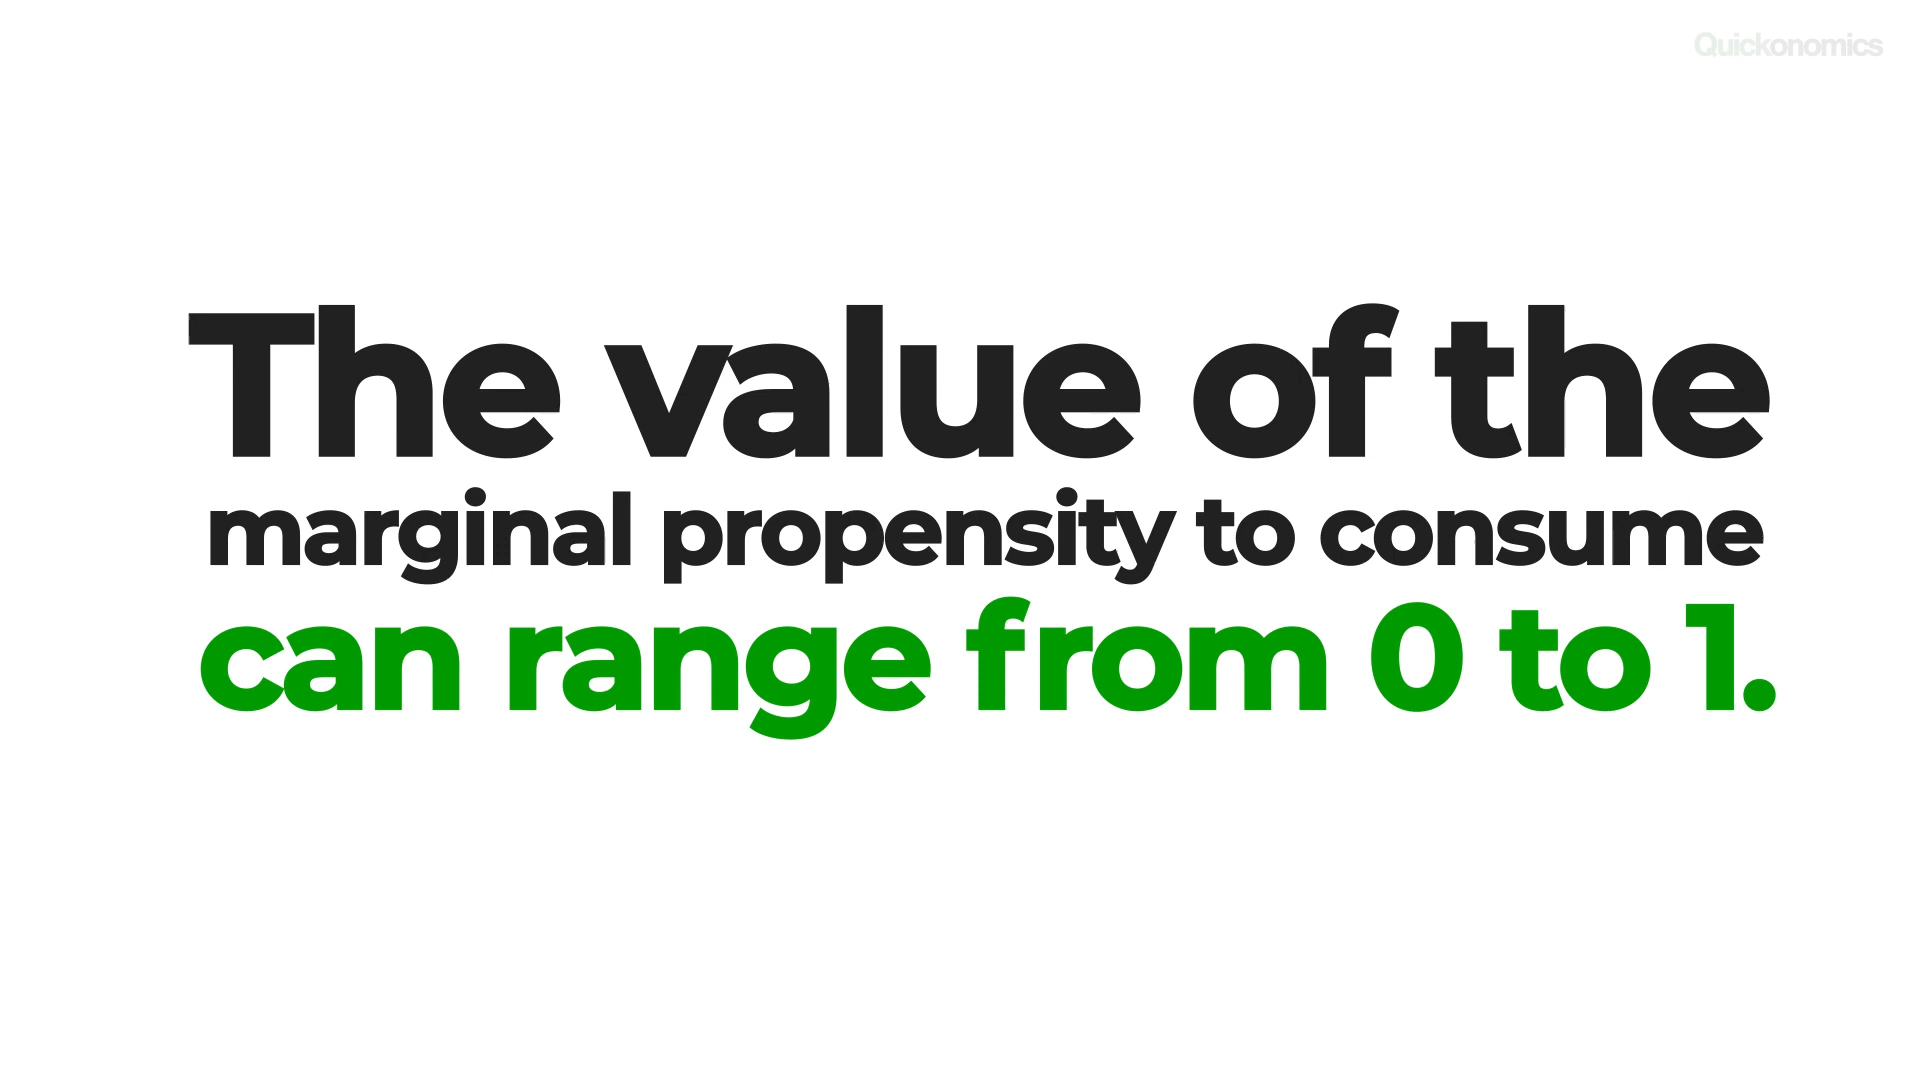 Quickonomics
The value of the
marginal propensity to consume
can range from 0 to 1.